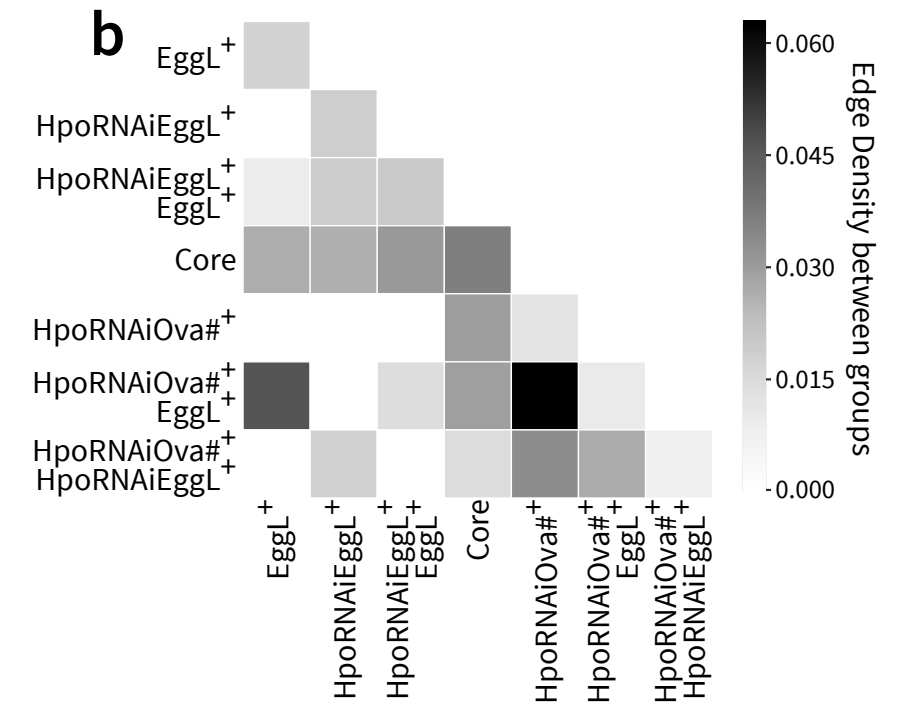 b
EggL+
HpoRNAiEggL+
HpoRNAiEggL+
EggL+
Core
HpoRNAiOva#+
HpoRNAiOva#+
EggL+
HpoRNAiOva#+
HpoRNAiEggL+
EggL+
HpoRNAiEggL+
HpoRNAiEggL+
EggL+
Core
HpoRNAiOva#+
HpoRNAiOva#+
EggL+
HpoRNAiOva#+
HpoRNAiEggL+
0.060
0.045
0.030
0.015
0.000
Edge Density between groups